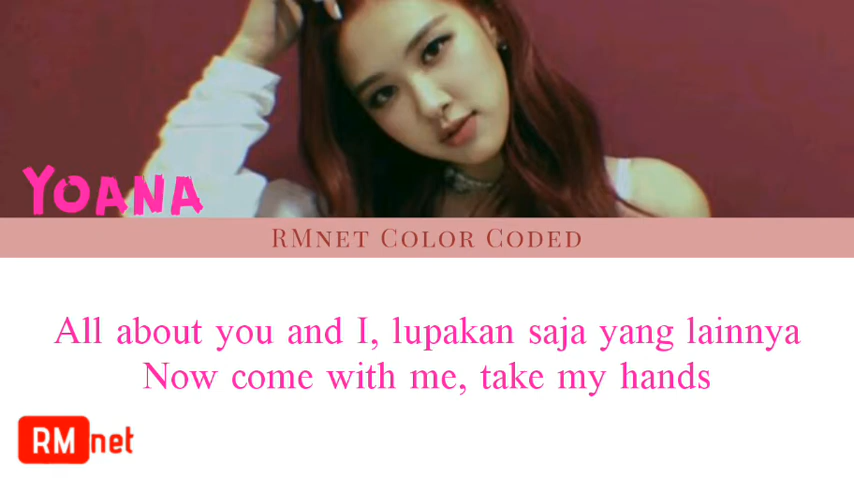 YOANA
RMNET COLOR CODED
All about you and I, lupakan saja yang lainnya
Now come with me, take my hands
RMnet